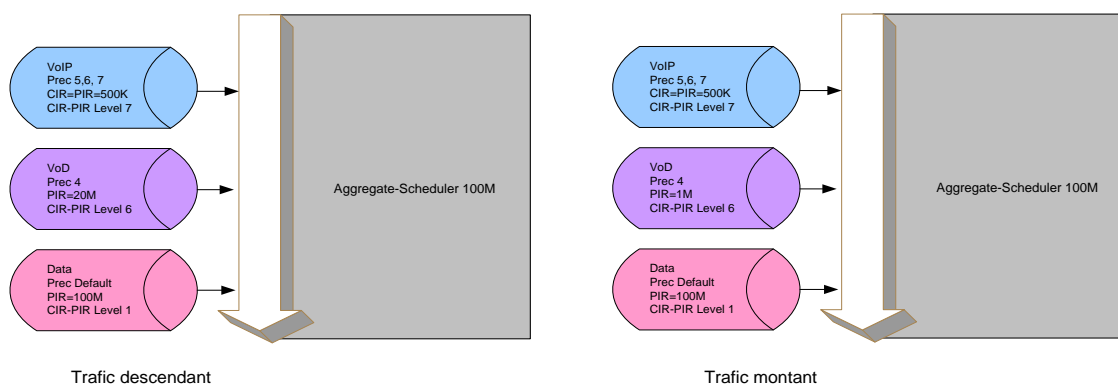 VoIP
Prec 5,6, 7
CIR=PIR=500K
CIR-PIR Level 7
VoD
Prec 4
PIR=20M
CIR-PIR Level 6
Data
Prec Default
PIR=100M
CIR-PIR Level 1
Aggregate-Scheduler 100M
Trafic descendant
VoIP
Prec 5,6, 7
CIR=PIR=500K
CIR-PIR Level 7
VoD
Prec 4
PIR=1M
CIR-PIR Level 6
Data
Prec Default
PIR=100M
CIR-PIR Level 1
Aggregate-Scheduler 100M
Trafic montant